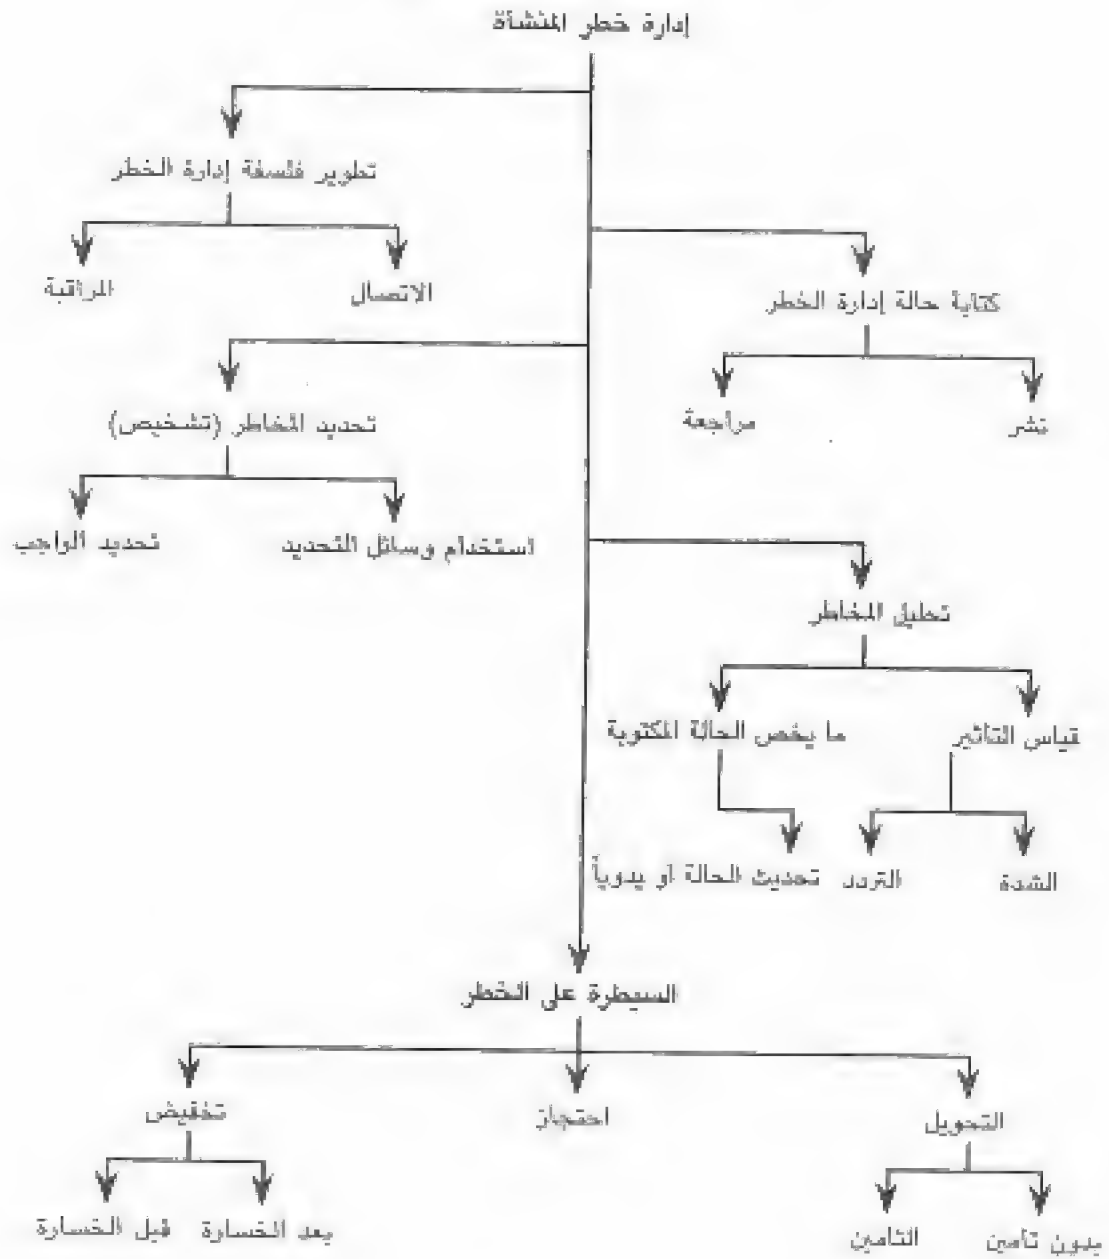 إدارة خطر المنشأة
تطوير فلسفة إدارة الخطر
الاتصال
المراقبة
كتابة حالة إدارة الخطر
نشر
مراجعة
تحديد المخاطر (تشخيص)
استخدام وسائل التحديد
تحديد الواجب
تحليل المخاطر
قياس التأثير
ما يخص الحالة المكتوبة
الشدة
التردد
تحديث الحالة او يدوياً
السيطرة على الخطر
التحويل
احتجاز
تخفيض
بدون تأمين
التأمين
بعد الخسارة
قبل الخسارة